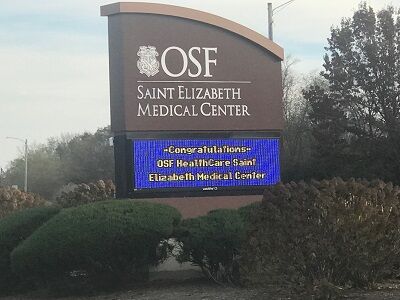 OSF
SAINT ELIZABETH
MEDICAL CENTER
-Congratulations-
OSF HealthCare Saint
Elizabeth Medical Center